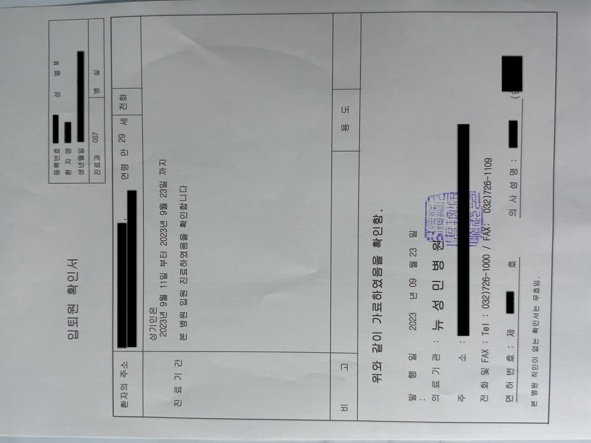 등록번호
성 별 M
환 자 명
생년월일
진료과 OS7
병 실
입퇴원 확인서
환자의 주소
연령 만 29 세
전화
진 료 기 간
상기인은
2023년 9월 11일 부터 2023년 9월 23일 까지
본 병원 입원 진료하였음을 확인합니다
비 고
용 도
위와 같이 가료하였음을 확인함.
발 행 일 : 2023 년 09 월 23 일
의료기관 : 뉴성민병원
주 소 :
전화 및 FAX : Tel : 032)726-1000 / FAX: 032)726-1109
면허번호 : 제 호
의 사 성 명 :
본 병원 직인이 없는 확인서는 무효임.